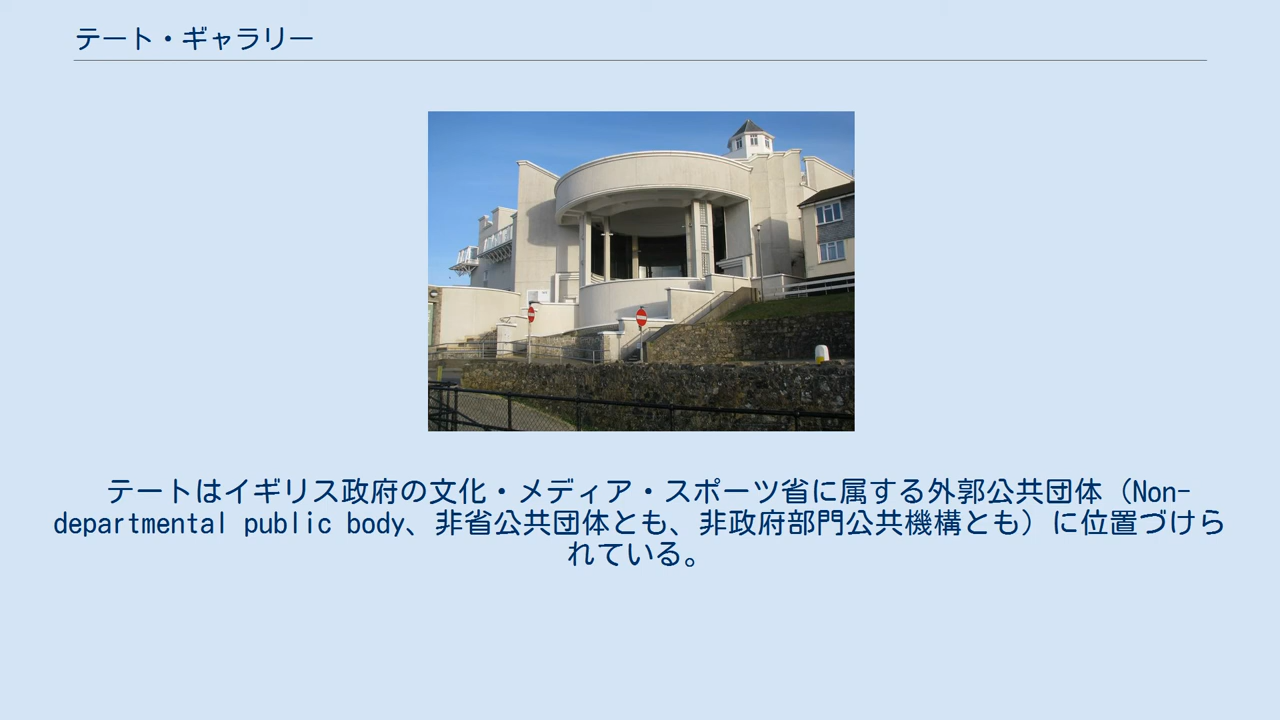 テート・ギャラリー
テートはイギリス政府の文化・メディア・スポーツ省に属する外郭公共団体（Non-
departmental public body、非省公共団体とも、非政府部門公共機構とも）に位置づけら
れている。